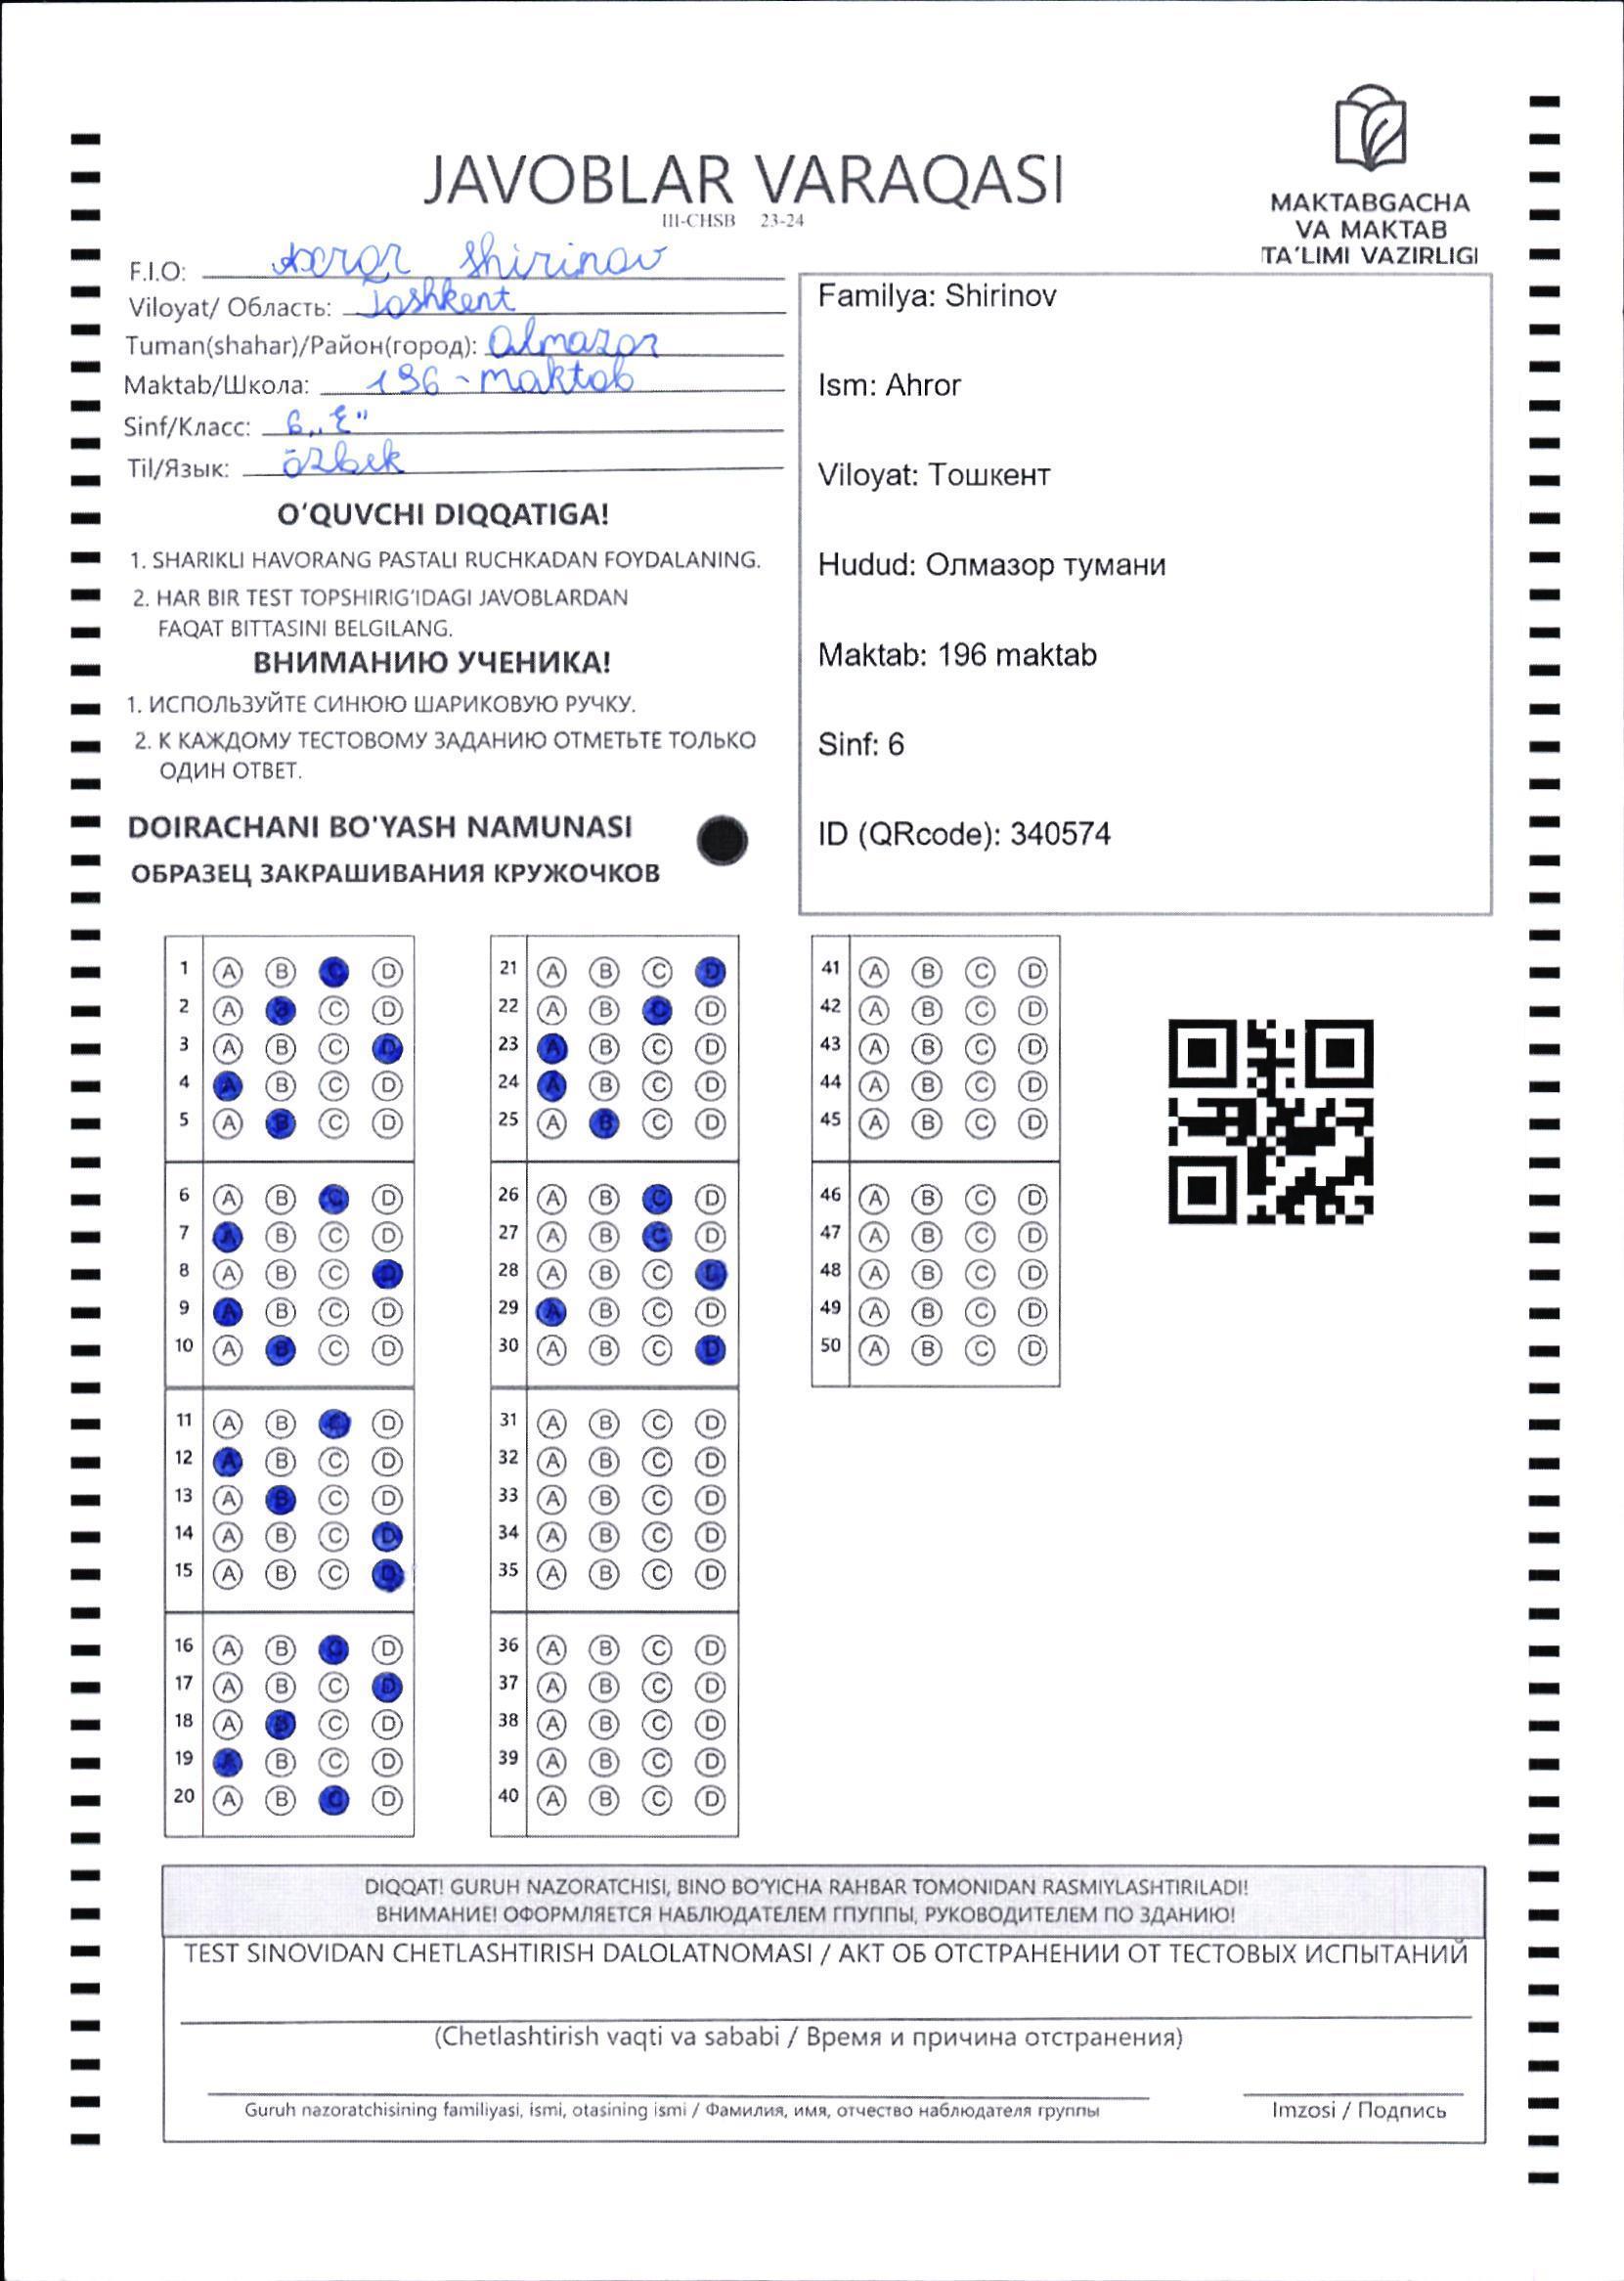 JAVOBLAR VARAQASI
III-CHSB 23-24
MAKTABGACHA
VA MAKTAB
TA'LIMI VAZIRLIGI
F.I.O: Axror Shirinov
Viloyat/ Область: Toshkent
Tuman(shahar)/Район(город): Olmazor
Maktab/Школа: 196 - maktab
Sinf/Класс: 6 „E"
Til/Язык: özbek
Familya: Shirinov
Ism: Ahror
Viloyat: Тошкент
Hudud: Олмазор тумани
Maktab: 196 maktab
Sinf: 6
ID (QRcode): 340574
O'QUVCHI DIQQATIGA!
1. SHARIKLI HAVORANG PASTALI RUCHKADAN FOYDALANING.
2. HAR BIR TEST TOPSHIRIG'IDAGI JAVOBLARDAN
FAQAT BITTASINI BELGILANG.
ВНИМАНИЮ УЧЕНИКА!
1. ИСПОЛЬЗУЙТЕ СИНЮЮ ШАРИКОВУЮ РУЧКУ.
2. К КАЖДОМУ ТЕСТОВОМУ ЗАДАНИЮ ОТМЕТЬТЕ ТОЛЬКО
ОДИН ОТВЕТ.
DOIRACHANI BO'YASH NAMUNASI
ОБРАЗЕЦ ЗАКРАШИВАНИЯ КРУЖОЧКОВ
1 A B C D
2 A B C D
3 A B C D
4 A B C D
5 A B C D
6 A B C D
7 A B C D
8 A B C D
9 A B C D
10 A B C D
11 A B C D
12 A B C D
13 A B C D
14 A B C D
15 A B C D
16 A B C D
17 A B C D
18 A B C D
19 A B C D
20 A B C D
21 A B C D
22 A B C D
23 A B C D
24 A B C D
25 A B C D
26 A B C D
27 A B C D
28 A B C D
29 A B C D
30 A B C D
31 A B C D
32 A B C D
33 A B C D
34 A B C D
35 A B C D
36 A B C D
37 A B C D
38 A B C D
39 A B C D
40 A B C D
41 A B C D
42 A B C D
43 A B C D
44 A B C D
45 A B C D
46 A B C D
47 A B C D
48 A B C D
49 A B C D
50 A B C D
DIQQAT! GURUH NAZORATCHISI, BINO BO'YICHA RAHBAR TOMONIDAN RASMIYLASHTIRILADI!
ВНИМАНИЕ! ОФОРМЛЯЕТСЯ НАБЛЮДАТЕЛЕМ ГПУППЫ, РУКОВОДИТЕЛЕМ ПО ЗДАНИЮ!
TEST SINOVIDAN CHETLASHTIRISH DALOLATNOMASI / АКТ ОБ ОТСТРАНЕНИИ ОТ ТЕСТОВЫХ ИСПЫТАНИЙ
(Chetlashtirish vaqti va sababi / Время и причина отстранения)
Guruh nazoratchisining familiyasi, ismi, otasining ismi / Фамилия, имя, отчество наблюдателя группы
Imzosi / Подпись